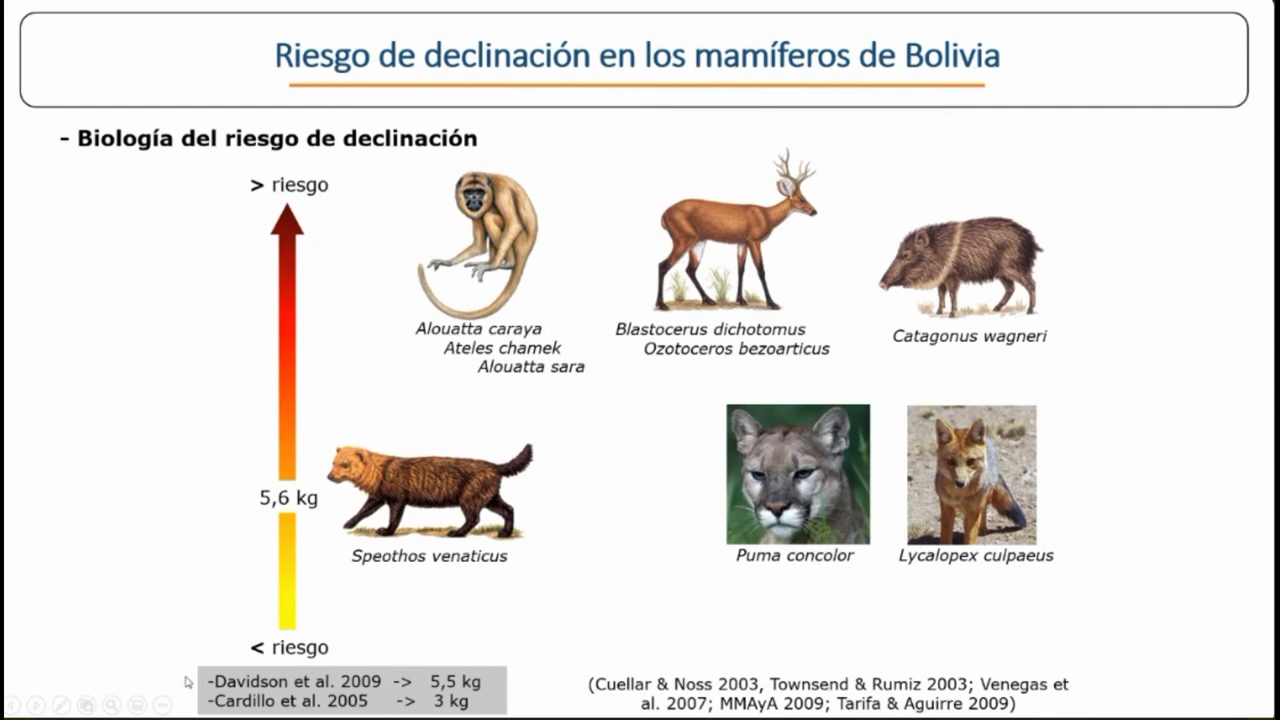 Riesgo de declinación en los mamíferos de Bolivia
- Biología del riesgo de declinación
> riesgo
Alouatta caraya
Ateles chamek
Alouatta sara
Blastocerus dichotomus
Ozotoceros bezoarticus
Catagonus wagneri
5,6 kg
Speothos venaticus
Puma concolor
Lycalopex culpaeus
< riesgo
-Davidson et al. 2009 -> 5,5 kg
-Cardillo et al. 2005 -> 3 kg
(Cuellar & Noss 2003, Townsend & Rumiz 2003; Venegas et
al. 2007; MMAyA 2009; Tarifa & Aguirre 2009)